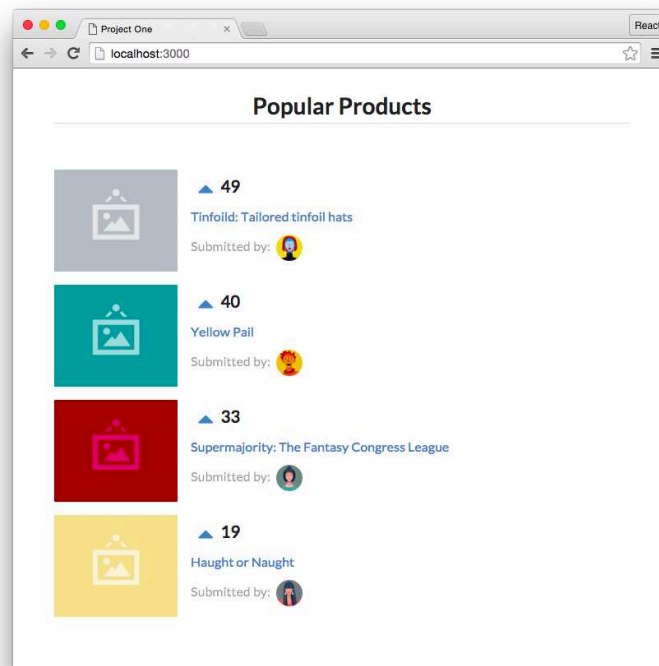 Project One
React
localhost:3000
Popular Products
49
Tinfoild: Tailored tinfoil hats
Submitted by:
40
Yellow Pail
Submitted by:
33
Supermajority: The Fantasy Congress League
Submitted by:
19
Haught or Naught
Submitted by: